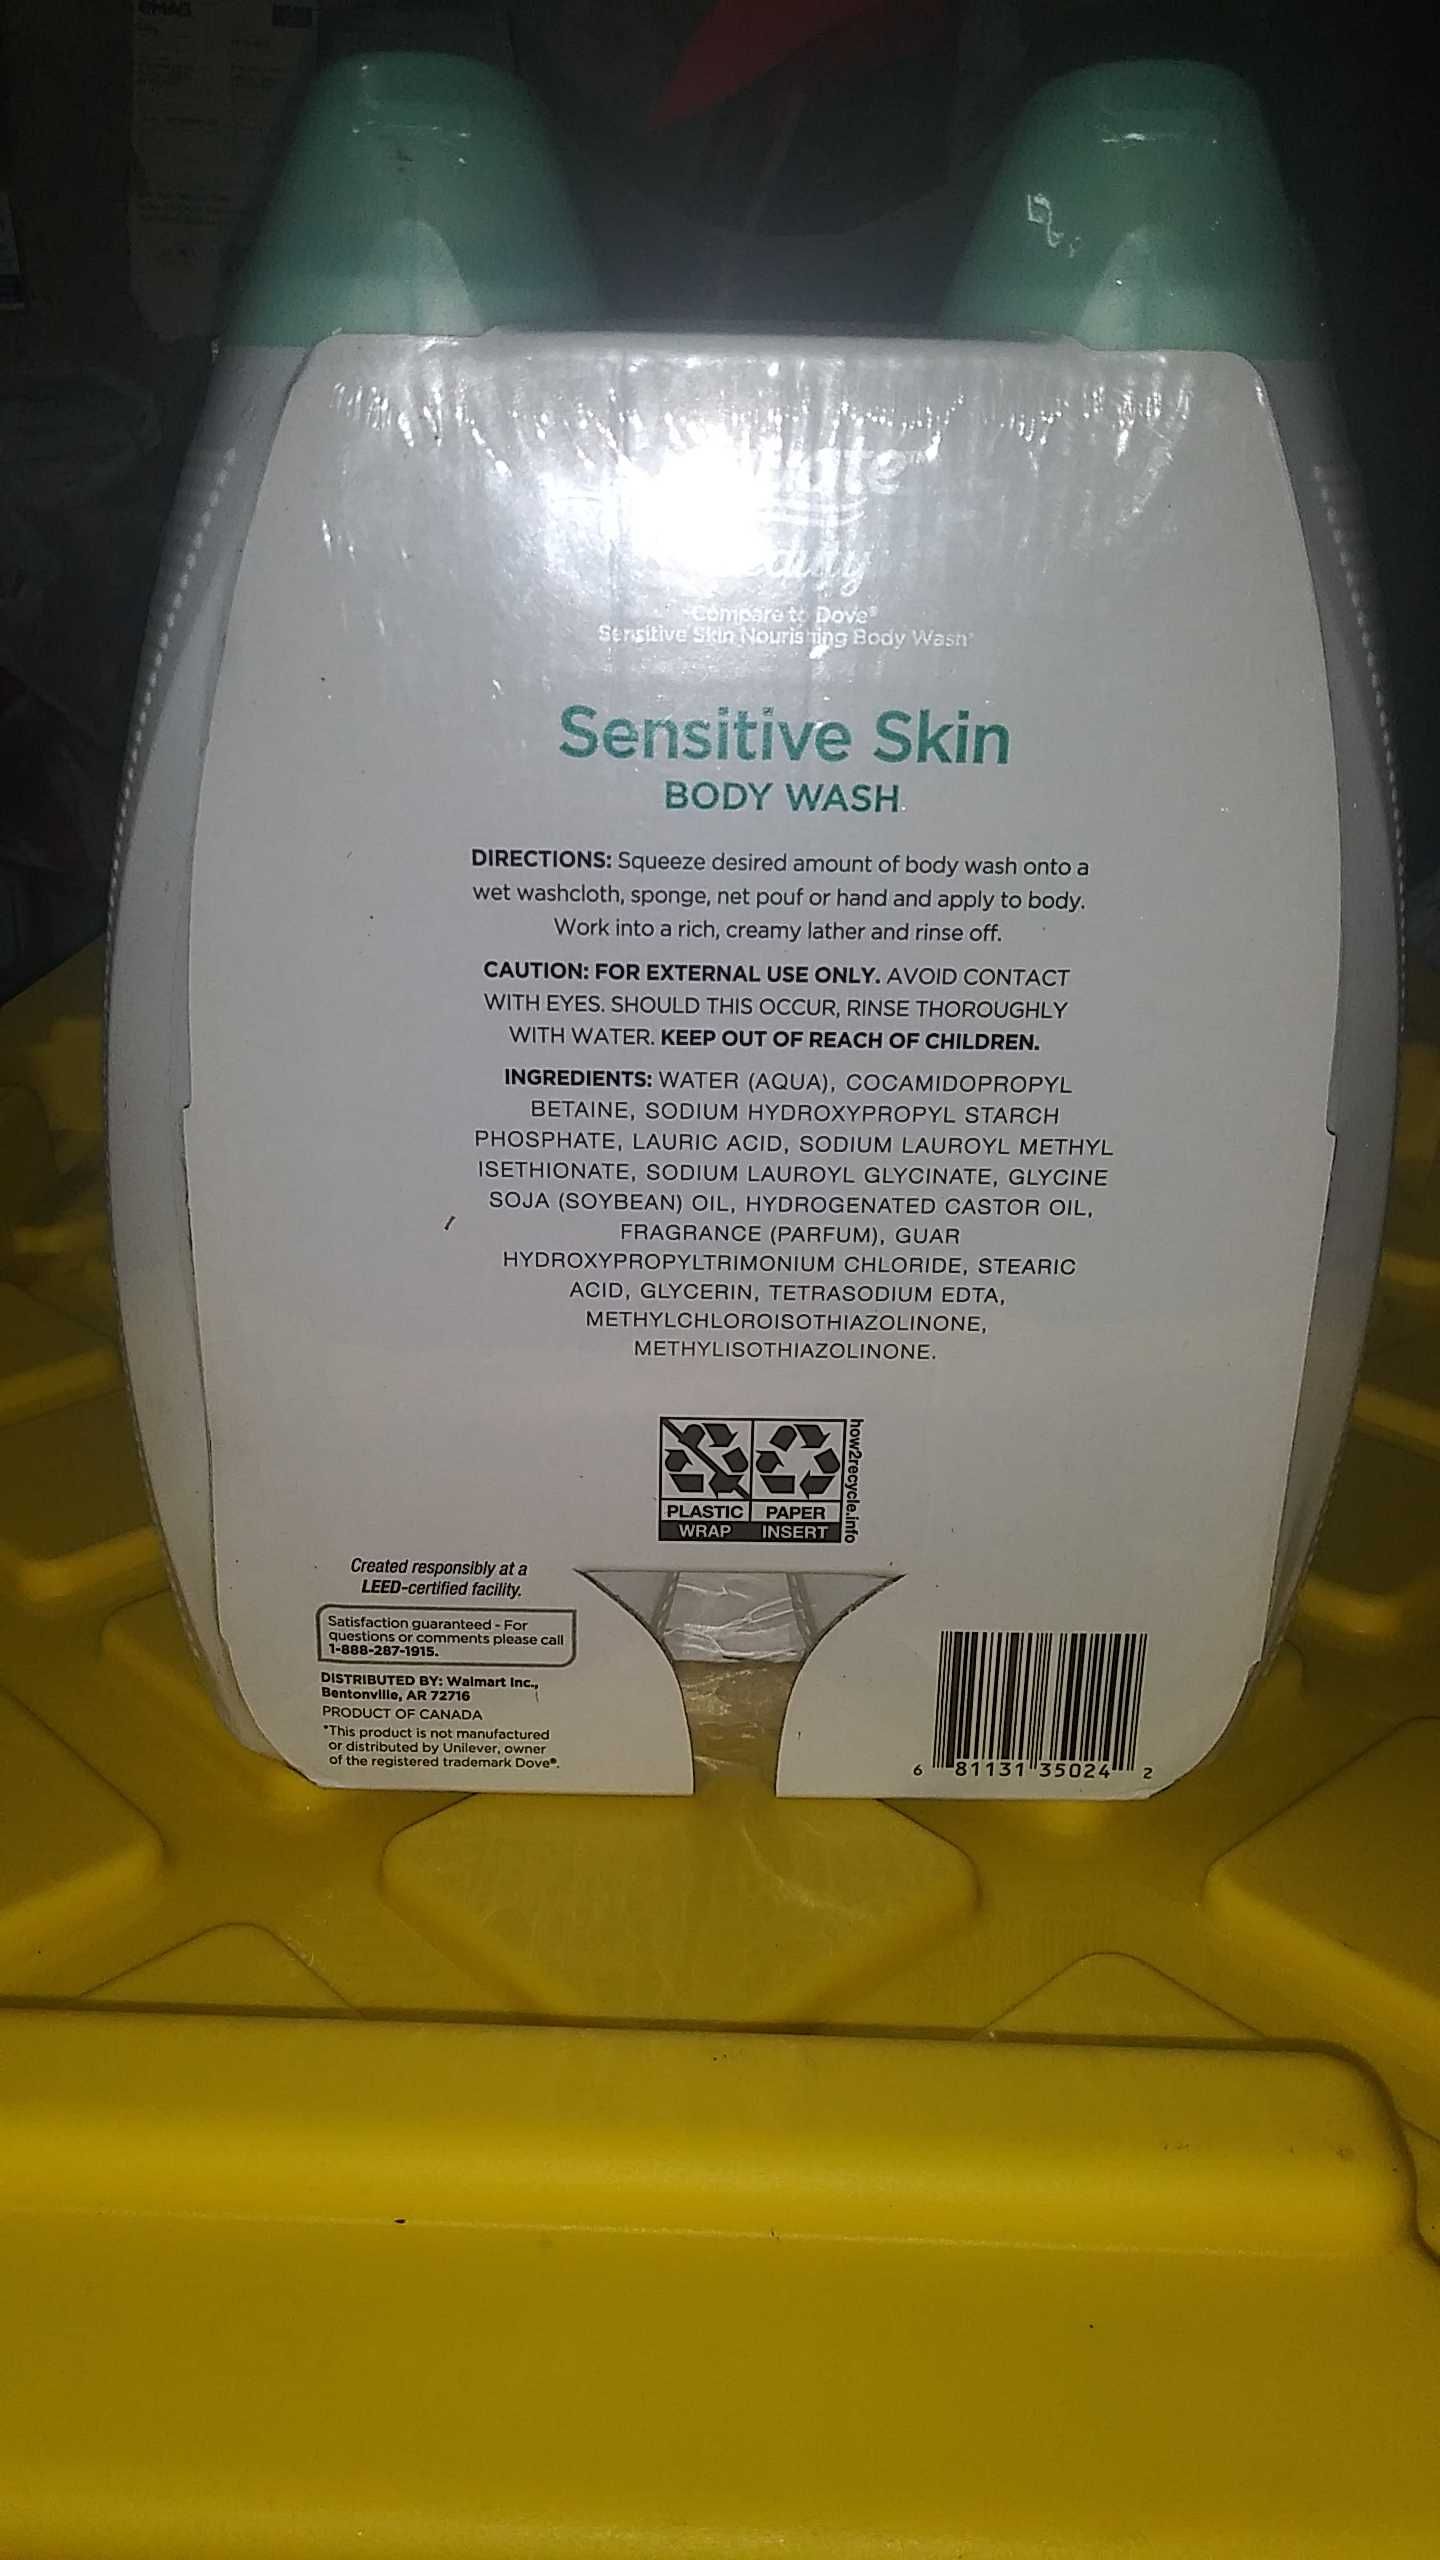 Compare to Dove®
Sensitive Skin Nourishing Body Wash*
Sensitive Skin
BODY WASH
DIRECTIONS: Squeeze desired amount of body wash onto a
wet washcloth, sponge, net pouf or hand and apply to body.
Work into a rich, creamy lather and rinse off.
CAUTION: FOR EXTERNAL USE ONLY. AVOID CONTACT
WITH EYES. SHOULD THIS OCCUR, RINSE THOROUGHLY
WITH WATER. KEEP OUT OF REACH OF CHILDREN.
INGREDIENTS: WATER (AQUA), COCAMIDOPROPYL
BETAINE, SODIUM HYDROXYPROPYL STARCH
PHOSPHATE, LAURIC ACID, SODIUM LAUROYL METHYL
ISETHIONATE, SODIUM LAUROYL GLYCINATE, GLYCINE
SOJA (SOYBEAN) OIL, HYDROGENATED CASTOR OIL,
FRAGRANCE (PARFUM), GUAR
HYDROXYPROPYLTRIMONIUM CHLORIDE, STEARIC
ACID, GLYCERIN, TETRASODIUM EDTA,
METHYLCHLOROISOTHIAZOLINONE,
METHYLISOTHIAZOLINONE.
PLASTIC PAPER
WRAP INSERT
how2recycle.info
Created responsibly at a
LEED-certified facility.
Satisfaction guaranteed - For
questions or comments please call
1-888-287-1915.
DISTRIBUTED BY: Walmart Inc.,
Bentonville, AR 72716
PRODUCT OF CANADA
*This product is not manufactured
or distributed by Unilever, owner
of the registered trademark Dove®.
6 81131 35024 2